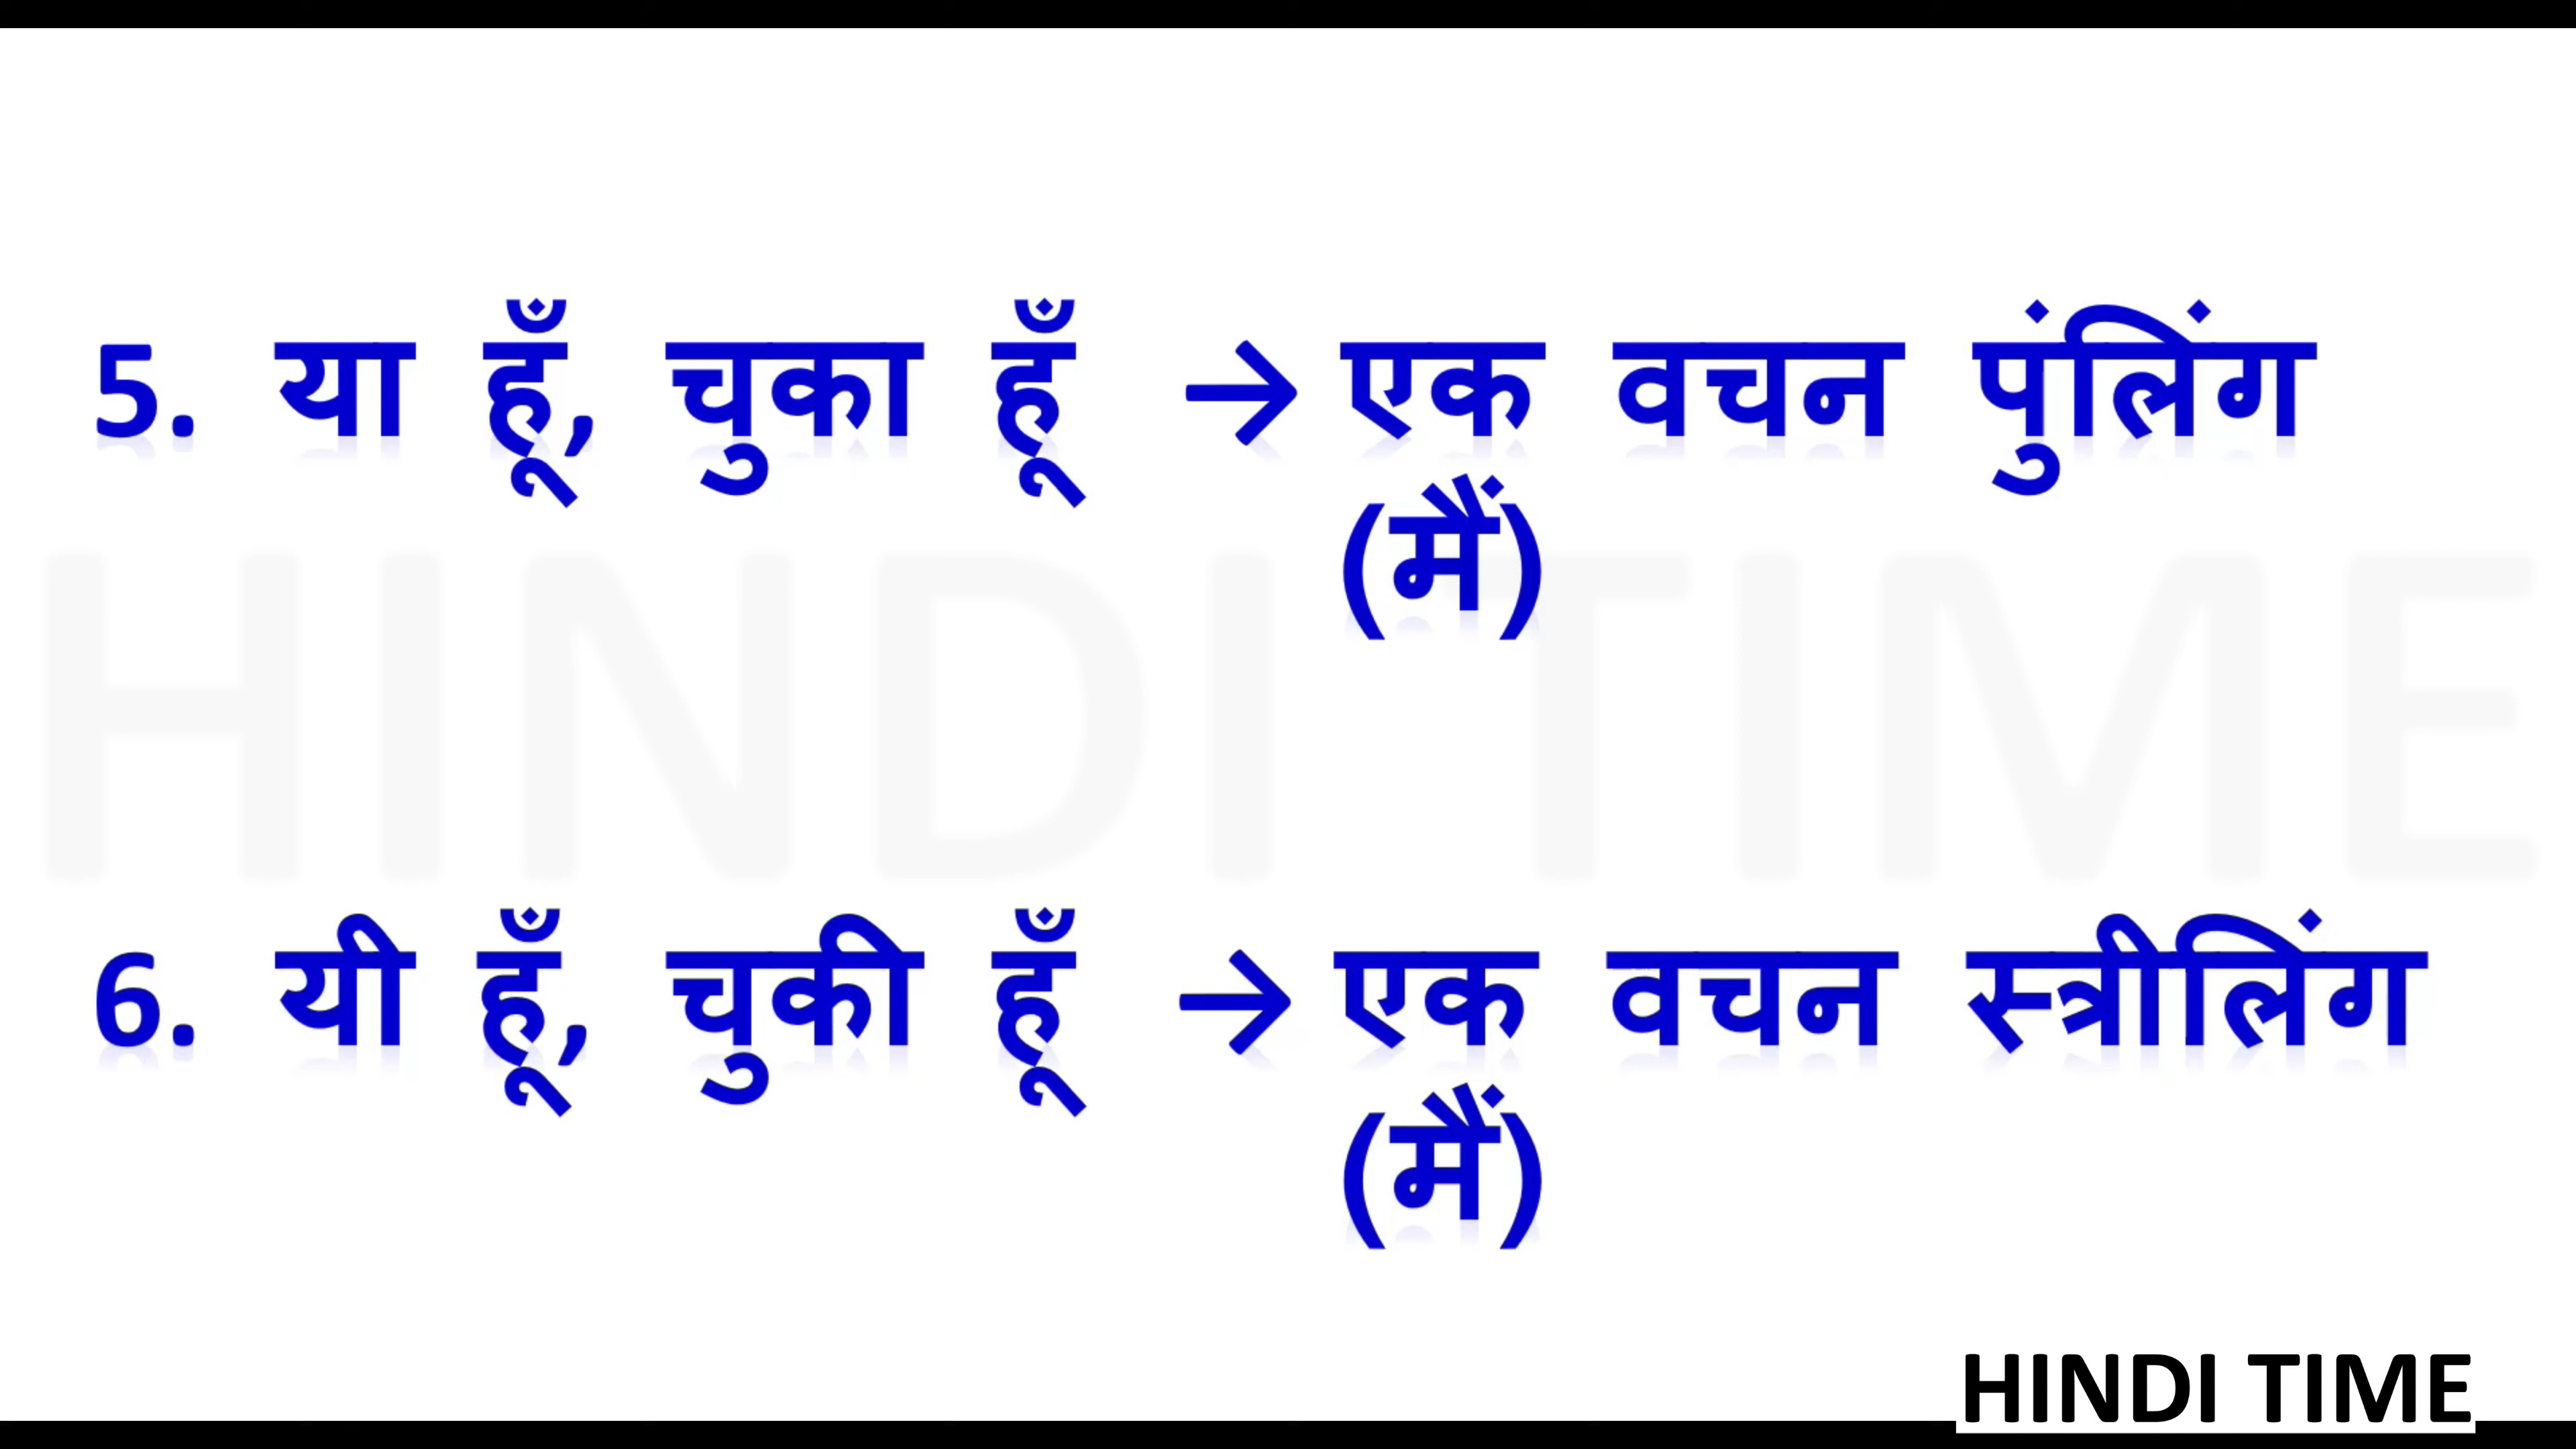 5. या हूँ, चुका हूँ → एक वचन पुंलिंग
(मैं)
HINDI TIME
6. यी हूँ, चुकी हूँ → एक वचन स्त्रीलिंग
(मैं)
HINDI TIME